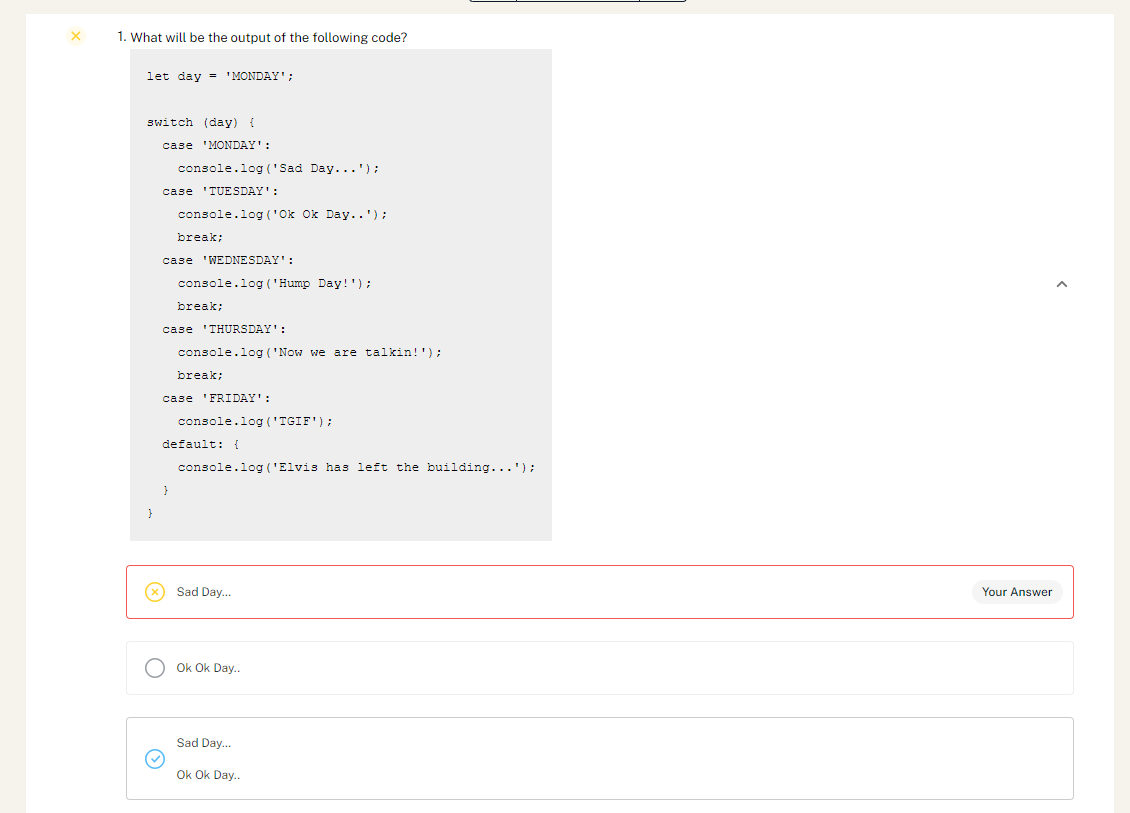 1. What will be the output of the following code?
let day = 'MONDAY';
switch (day) {
case 'MONDAY':
console.log('Sad Day...');
case 'TUESDAY':
console.log('Ok Ok Day..');
break;
case 'WEDNESDAY':
console.log('Hump Day!');
break;
case 'THURSDAY':
console.log('Now we are talkin!');
break;
case 'FRIDAY':
console.log('TGIF');
default: {
console.log('Elvis has left the building...');
}
}
Sad Day... Your Answer
Ok Ok Day..
Sad Day...
Ok Ok Day..